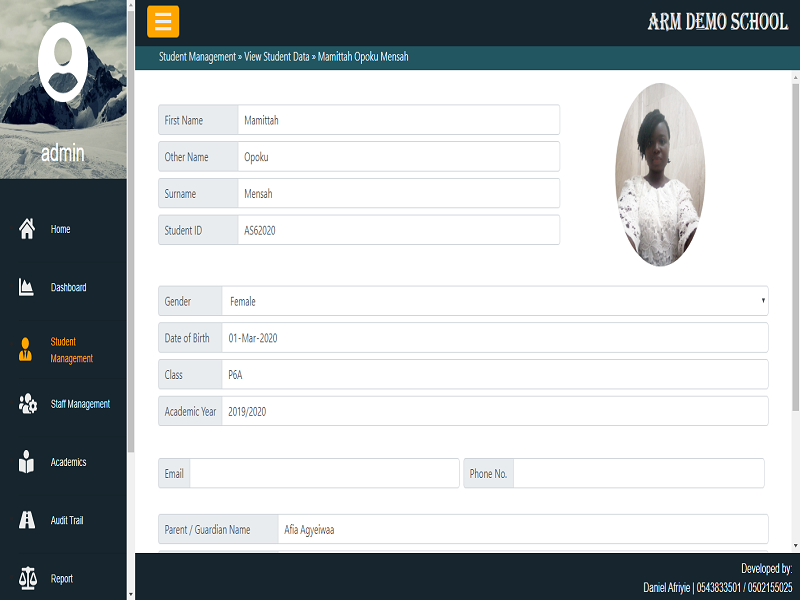 ARM DEMO SCHOOL
Student Management » View Student Data » Mamittah Opoku Mensah
admin
Home
Dashboard
Student
Management
Staff Management
Academics
Audit Trail
Report
First Name Mamittah
Other Name Opoku
Surname Mensah
Student ID AS62020
Gender Female
Date of Birth 01-Mar-2020
Class P6A
Academic Year 2019/2020
Email Phone No.
Parent / Guardian Name Afia Agyeiwaa
Developed by:
Daniel Afriyie | 0543833501 / 0502155025